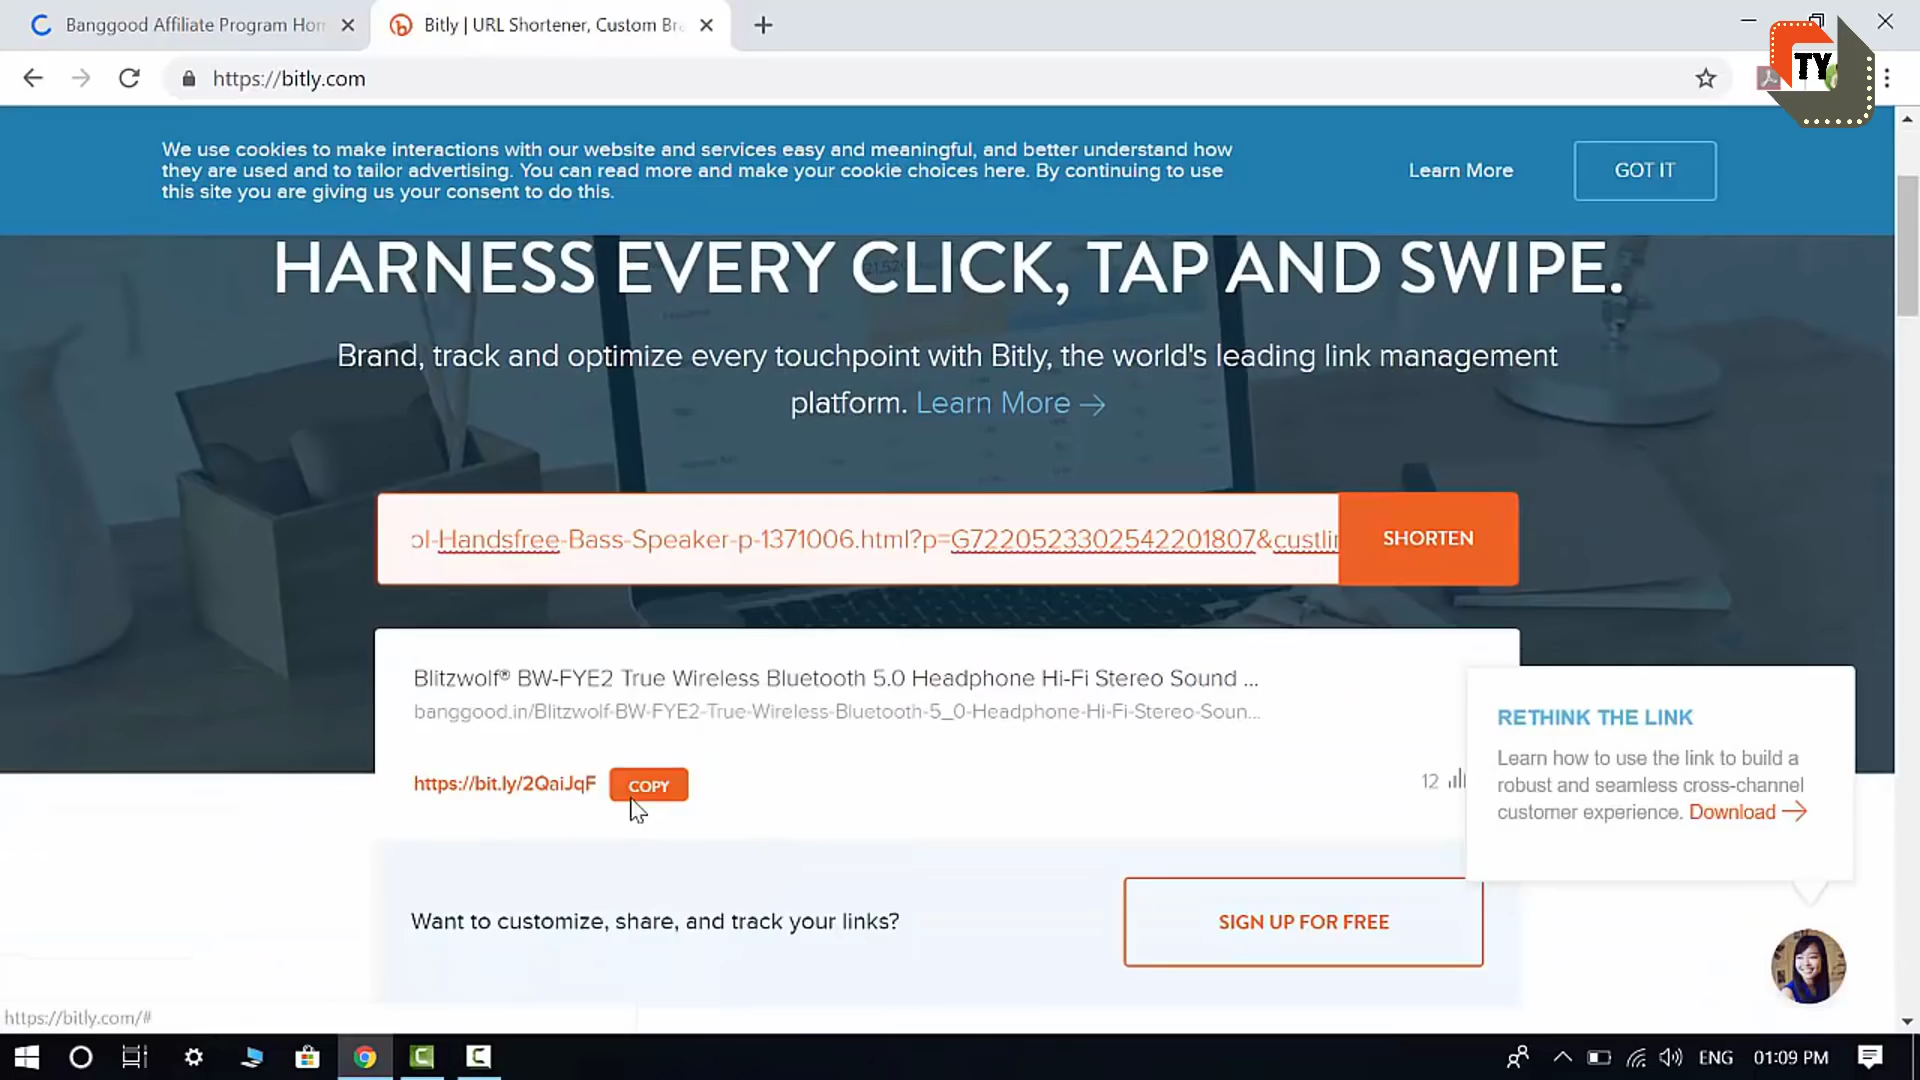 Banggood Affiliate Program Hor
Bitly | URL Shortener, Custom Bra
https://bitly.com
TY
We use cookies to make interactions with our website and services easy and meaningful, and better understand how
they are used and to tailor advertising. You can read more and make your cookie choices here. By continuing to use
this site you are giving us your consent to do this.
Learn More
GOT IT
HARNESS EVERY CLICK, TAP AND SWIPE.
Brand, track and optimize every touchpoint with Bitly, the world's leading link management
platform. Learn More →
ol-Handsfree-Bass-Speaker-p-1371006.html?p=G7220523302542201807&custlin
SHORTEN
Blitzwolf® BW-FYE2 True Wireless Bluetooth 5.0 Headphone Hi-Fi Stereo Sound ...
banggood.in/Blitzwolf-BW-FYE2-True-Wireless-Bluetooth-5_0-Headphone-Hi-Fi-Stereo-Soun...
https://bit.ly/2QaiJqF
COPY
12
RETHINK THE LINK
Learn how to use the link to build a
robust and seamless cross-channel
customer experience. Download →
Want to customize, share, and track your links?
SIGN UP FOR FREE
https://bitly.com/#
ENG
01:09 PM